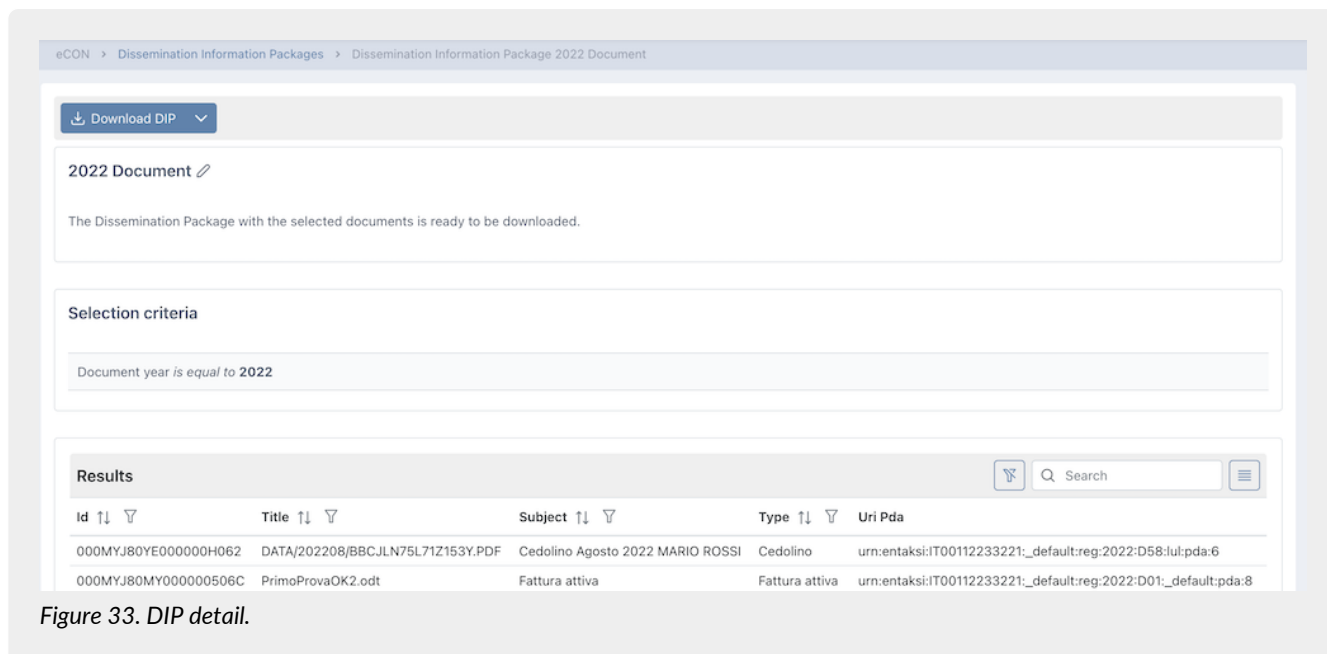 eCON > Dissemination Information Packages > Dissemination Information Package 2022 Document
Download DIP
2022 Document
The Dissemination Package with the selected documents is ready to be downloaded.
Selection criteria
Document year is equal to 2022
Results Search
Id Title Subject Type Uri Pda
000MYJ80YE000000H062 DATA/202208/BBCJLN75L71Z153Y.PDF Cedolino Agosto 2022 MARIO ROSSI Cedolino urn:entaksi:IT00112233221:_default:reg:2022:D58:lul:pda:6
000MYJ80MY000000506C PrimoProvaOK2.odt Fattura attiva Fattura attiva urn:entaksi:IT00112233221:_default:reg:2022:D01:_default:pda:8
Figure 33. DIP detail.